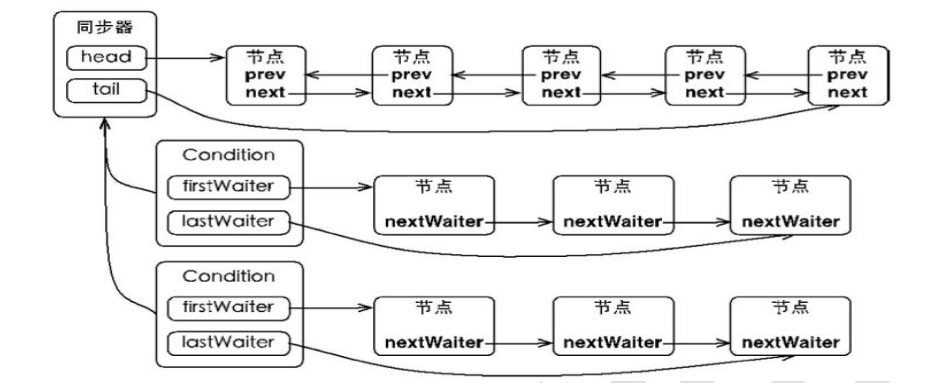 同步器
head
tail
节点
prev
next
节点
prev
next
节点
prev
next
节点
prev
next
节点
prev
next
Condition
firstWaiter
lastWaiter
节点
nextWaiter
节点
nextWaiter
节点
nextWaiter
Condition
firstWaiter
lastWaiter
节点
nextWaiter
节点
nextWaiter
节点
nextWaiter